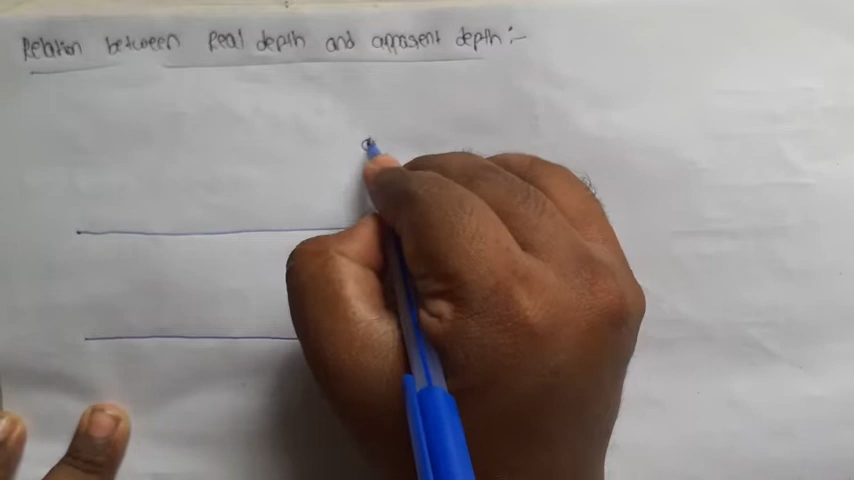 Relation between Real depth and apparent depth :-